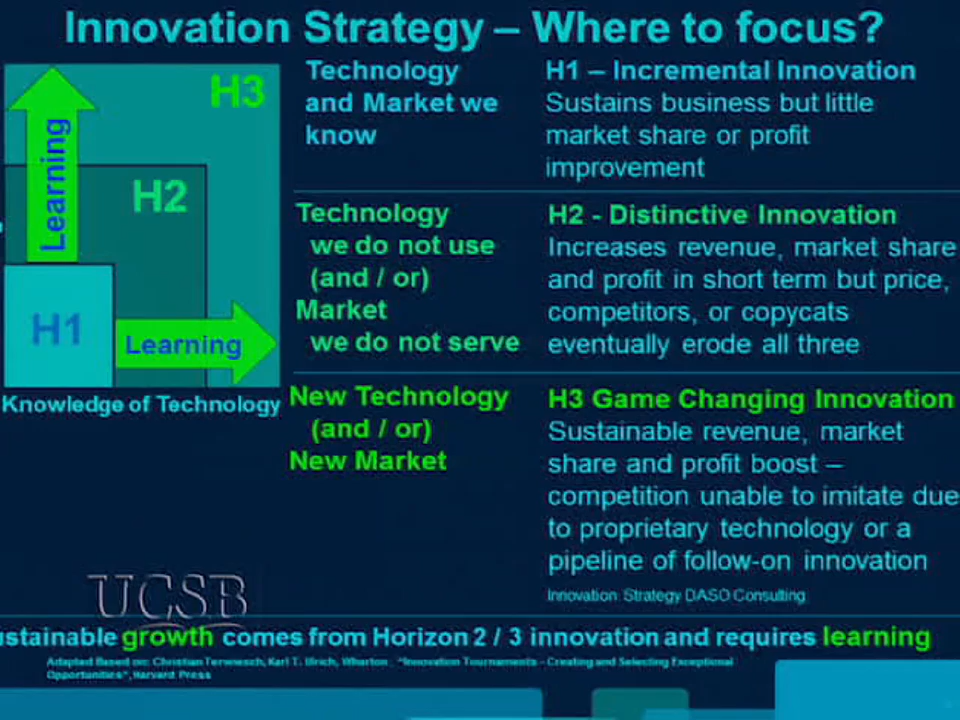 Innovation Strategy – Where to focus?
H3
Learning
H2
H1
Learning
Knowledge of Technology
Technology
and Market we
know
H1 – Incremental Innovation
Sustains business but little
market share or profit
improvement
Technology
we do not use
(and / or)
Market
we do not serve
H2 - Distinctive Innovation
Increases revenue, market share
and profit in short term but price,
competitors, or copycats
eventually erode all three
New Technology
(and / or)
New Market
H3 Game Changing Innovation
Sustainable revenue, market
share and profit boost –
competition unable to imitate due
to proprietary technology or a
pipeline of follow-on innovation
Innovation Strategy DASO Consulting
UCSB
ustainable growth comes from Horizon 2 / 3 innovation and requires learning
Adapted Based on: Christian Terwiesch, Karl T. Ulrich, Wharton . "Innovation Tournaments - Creating and Selecting Exceptional
Opportunities", Harvard Press